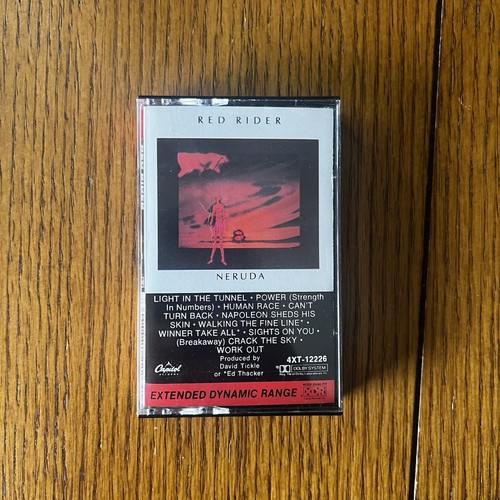 RED RIDER
NERUDA
LIGHT IN THE TUNNEL • POWER (Strength
In Numbers) • HUMAN RACE • CAN'T
TURN BACK • NAPOLEON SHEDS HIS
SKIN • WALKING THE FINE LINE* •
WINNER TAKE ALL* • SIGHTS ON YOU •
(Breakaway) CRACK THE SKY •
WORK OUT
Produced by
David Tickle
or *Ed Thacker
4XT-12226
DOLBY SYSTEM
Capitol
RECORDS
EXTENDED DYNAMIC RANGE
XDR